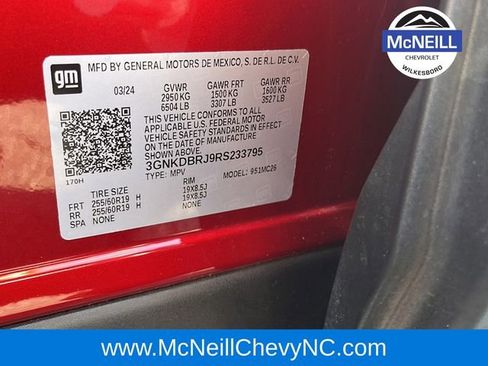 McNEILL
CHEVROLET
WILKESBORO
gm
MFD BY GENERAL MOTORS DE MEXICO, S. DE R.L. DE C.V.
03/24 GVWR GAWR FRT GAWR RR
2950 KG 1500 KG 1600 KG
6504 LB 3307 LB 3527 LB
THIS VEHICLE CONFORMS TO ALL
APPLICABLE U.S. FEDERAL MOTOR
VEHICLE SAFETY STANDARDS IN EFFECT
ON THE DATE OF MANUFACTURE
SHOWN ABOVE.
3GNKDBRJ9RS233795
170H
TYPE: MPV MODEL: 951MC26
TIRE SIZE RIM
FRT 255/60R19 H 19X8.5J
RR 255/60R19 H 19X8.5J
SPA NONE NONE
www.McNeillChevyNC.com